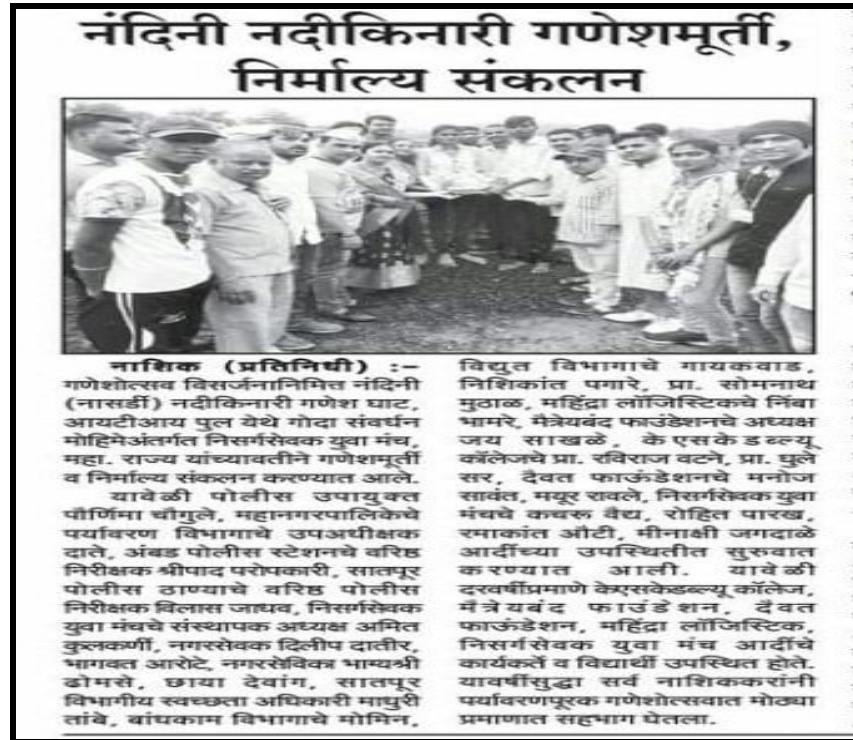 नंदिनी नदीकिनारी गणेशमूर्ती,
निर्माल्य संकलन
नाशिक (प्रतिनिधी) :-
गणेशोत्सव विसर्जनानिमित्त नंदिनी
(नासर्डी) नदीकिनारी गणेश घाट,
आयटीआय पुल येथे गोदा संवर्धन
मोहिमेअंतर्गत निसर्गसेवक युवा मंच,
महा. राज्य यांच्यावतीने गणेशमूर्ती
व निर्माल्य संकलन करण्यात आले.
यावेळी पोलीस उपायुक्त
पौर्णिमा चौगुले, महानगरपालिकेचे
पर्यावरण विभागाचे उपअधीक्षक
दाते, अंबड पोलीस स्टेशनचे वरिष्ठ
निरीक्षक श्रीपाद परोपकारी, सातपूर
पोलीस ठाण्याचे वरिष्ठ पोलीस
निरीक्षक विलास जाधव, निसर्गसेवक
युवा मंचचे संस्थापक अध्यक्ष अमित
कुलकर्णी, नगरसेवक दिलीप दातीर,
भागवत आरोटे, नगरसेविका भाग्यश्री
ढोमसे, छाया देवांग, सातपूर
विभागीय स्वच्छता अधिकारी माधुरी
तांबे, बांधकाम विभागाचे मोमिन,
विद्युत विभागाचे गायकवाड,
निशिकांत पगारे, प्रा. सोमनाथ
मुठाळ, महिंद्रा लॉजिस्टिकचे निंबा
भामरे, मैत्रेयबंद फाउंडेशनचे अध्यक्ष
जय साखळे, केएसकेडब्ल्यू
कॉलेजचे प्रा. रविराज वटने, प्रा. घुले
सर, दैवत फाऊंडेशनचे मनोज
सावंत, मयूर रावले, निसर्गसेवक युवा
मंचचे कचरू वैद्य, रोहित पारख,
रमाकांत औटी, मीनाक्षी जगदाळे
आदींच्या उपस्थितीत सुरुवात
करण्यात आली. यावेळी
दरवर्षीप्रमाणे केएसकेडब्ल्यू कॉलेज,
मैत्रेयबंद फाउंडेशन, दैवत
फाऊंडेशन, महिंद्रा लॉजिस्टिक,
निसर्गसेवक युवा मंच आदींचे
कार्यकर्ते व विद्यार्थी उपस्थित होते.
यावर्षीसुद्धा सर्व नाशिककरांनी
पर्यावरणपूरक गणेशोत्सवात मोठ्या
प्रमाणात सहभाग घेतला.